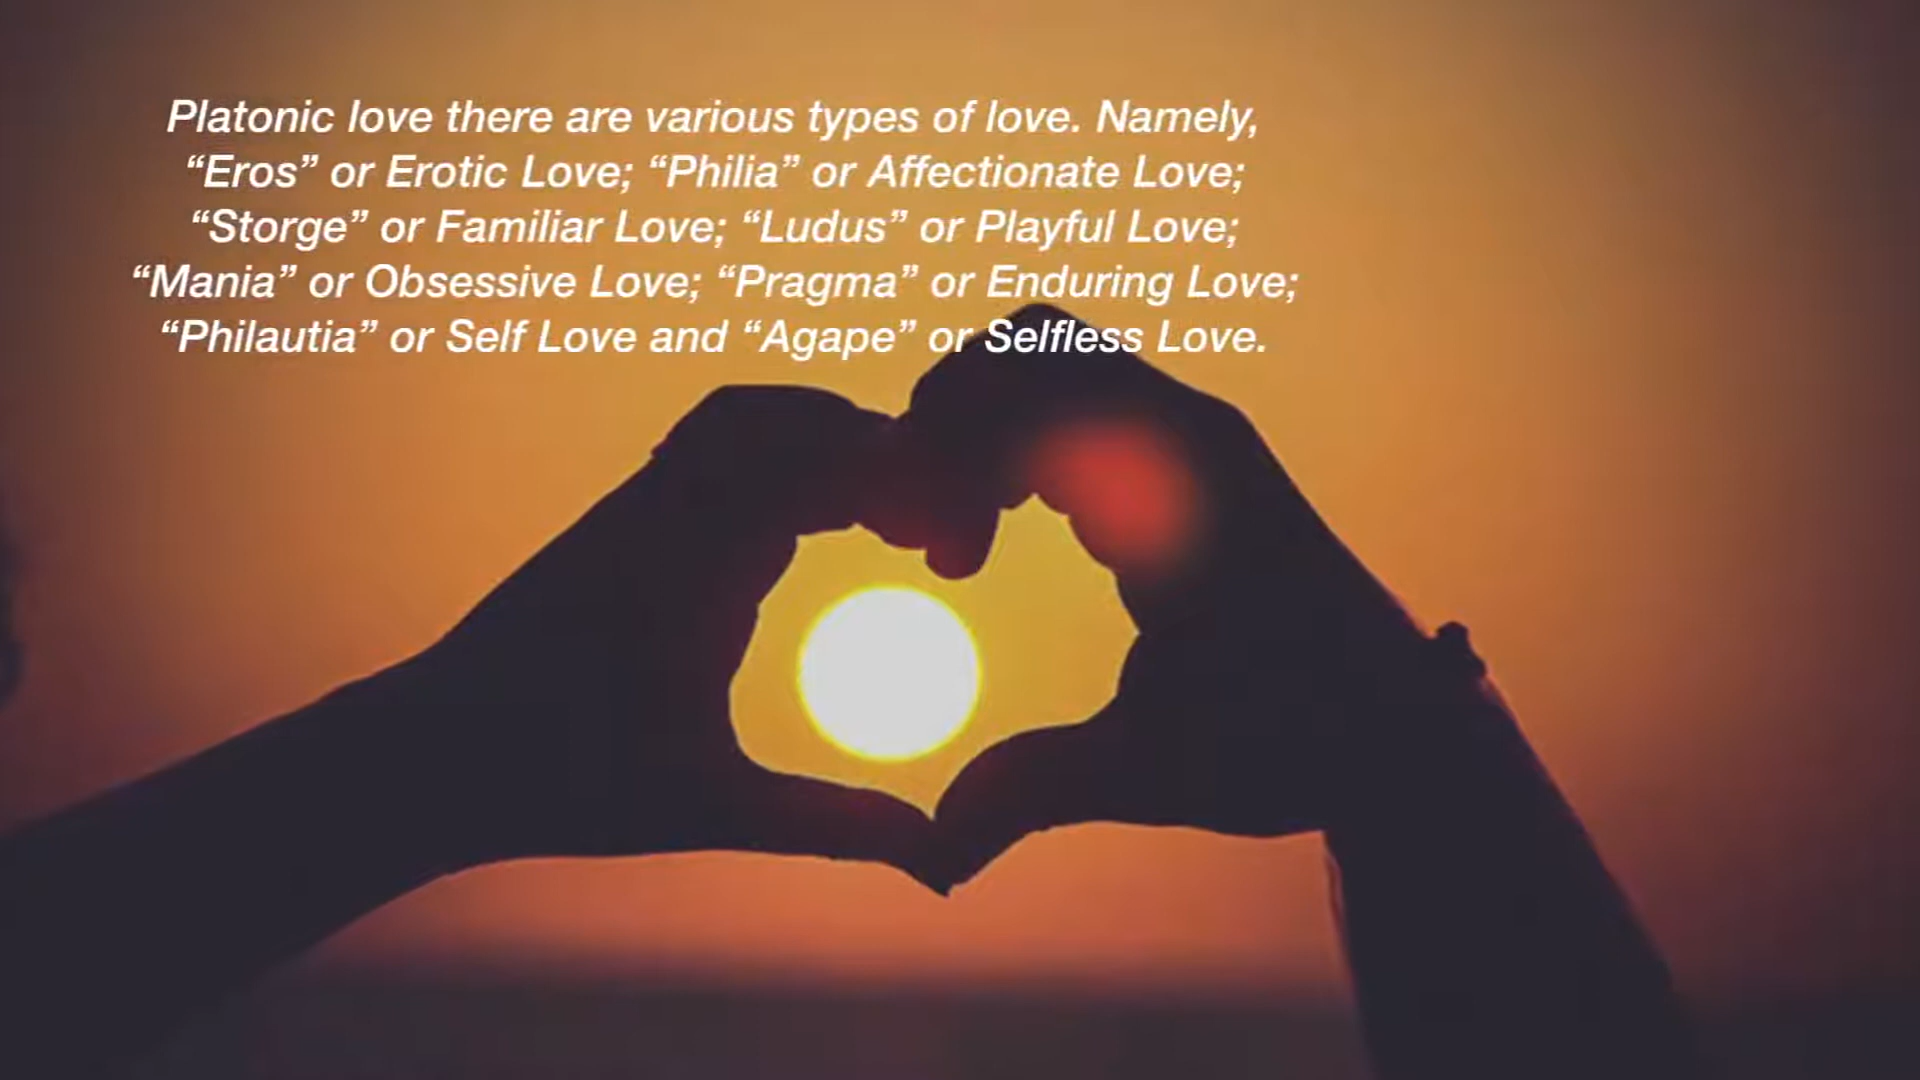 Platonic love there are various types of love. Namely,
“Eros” or Erotic Love; “Philia” or Affectionate Love;
“Storge” or Familiar Love; “Ludus” or Playful Love;
“Mania” or Obsessive Love; “Pragma” or Enduring Love;
“Philautia” or Self Love and “Agape” or Selfless Love.